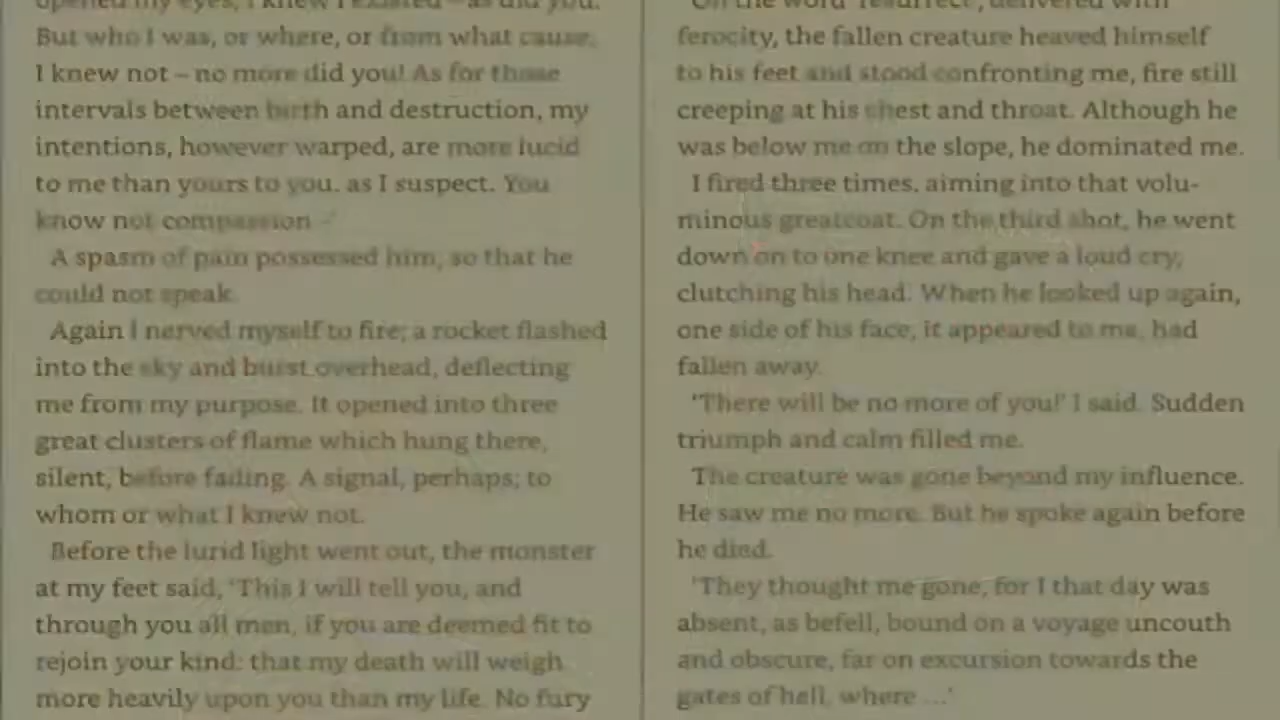 opened my eyes, I knew I existed – as did you.
But who I was, or where, or from what cause,
I knew not – no more did you! As for those
intervals between birth and destruction, my
intentions, however warped, are more lucid
to me than yours to you, as I suspect. You
know not compassion –'
A spasm of pain possessed him, so that he
could not speak.
Again I nerved myself to fire; a rocket flashed
into the sky and burst overhead, deflecting
me from my purpose. It opened into three
great clusters of flame which hung there,
silent, before fading. A signal, perhaps; to
whom or what I knew not.
Before the lurid light went out, the monster
at my feet said, 'This I will tell you, and
through you all men, if you are deemed fit to
rejoin your kind: that my death will weigh
more heavily upon you than my life. No fury
On the word 'resurrect', delivered with
ferocity, the fallen creature heaved himself
to his feet and stood confronting me, fire still
creeping at his chest and throat. Although he
was below me on the slope, he dominated me.
I fired three times, aiming into that volu-
minous greatcoat. On the third shot, he went
down on to one knee and gave a loud cry,
clutching his head. When he looked up again,
one side of his face, it appeared to me, had
fallen away.
'There will be no more of you!' I said. Sudden
triumph and calm filled me.
The creature was gone beyond my influence.
He saw me no more. But he spoke again before
he died.
'They thought me gone, for I that day was
absent, as befell, bound on a voyage uncouth
and obscure, far on excursion towards the
gates of hell, where ...'